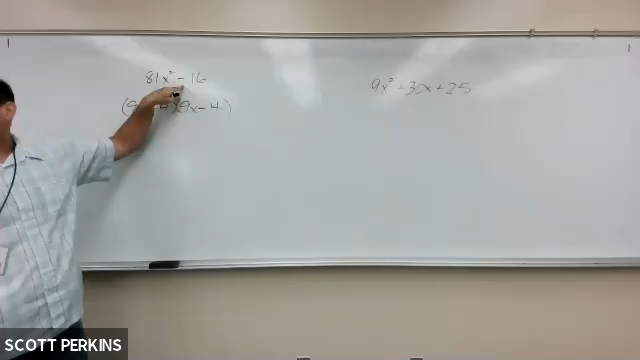 81x² - 16
(9x 4)(9x - 4)
9x² + 30x + 25
SCOTT PERKINS